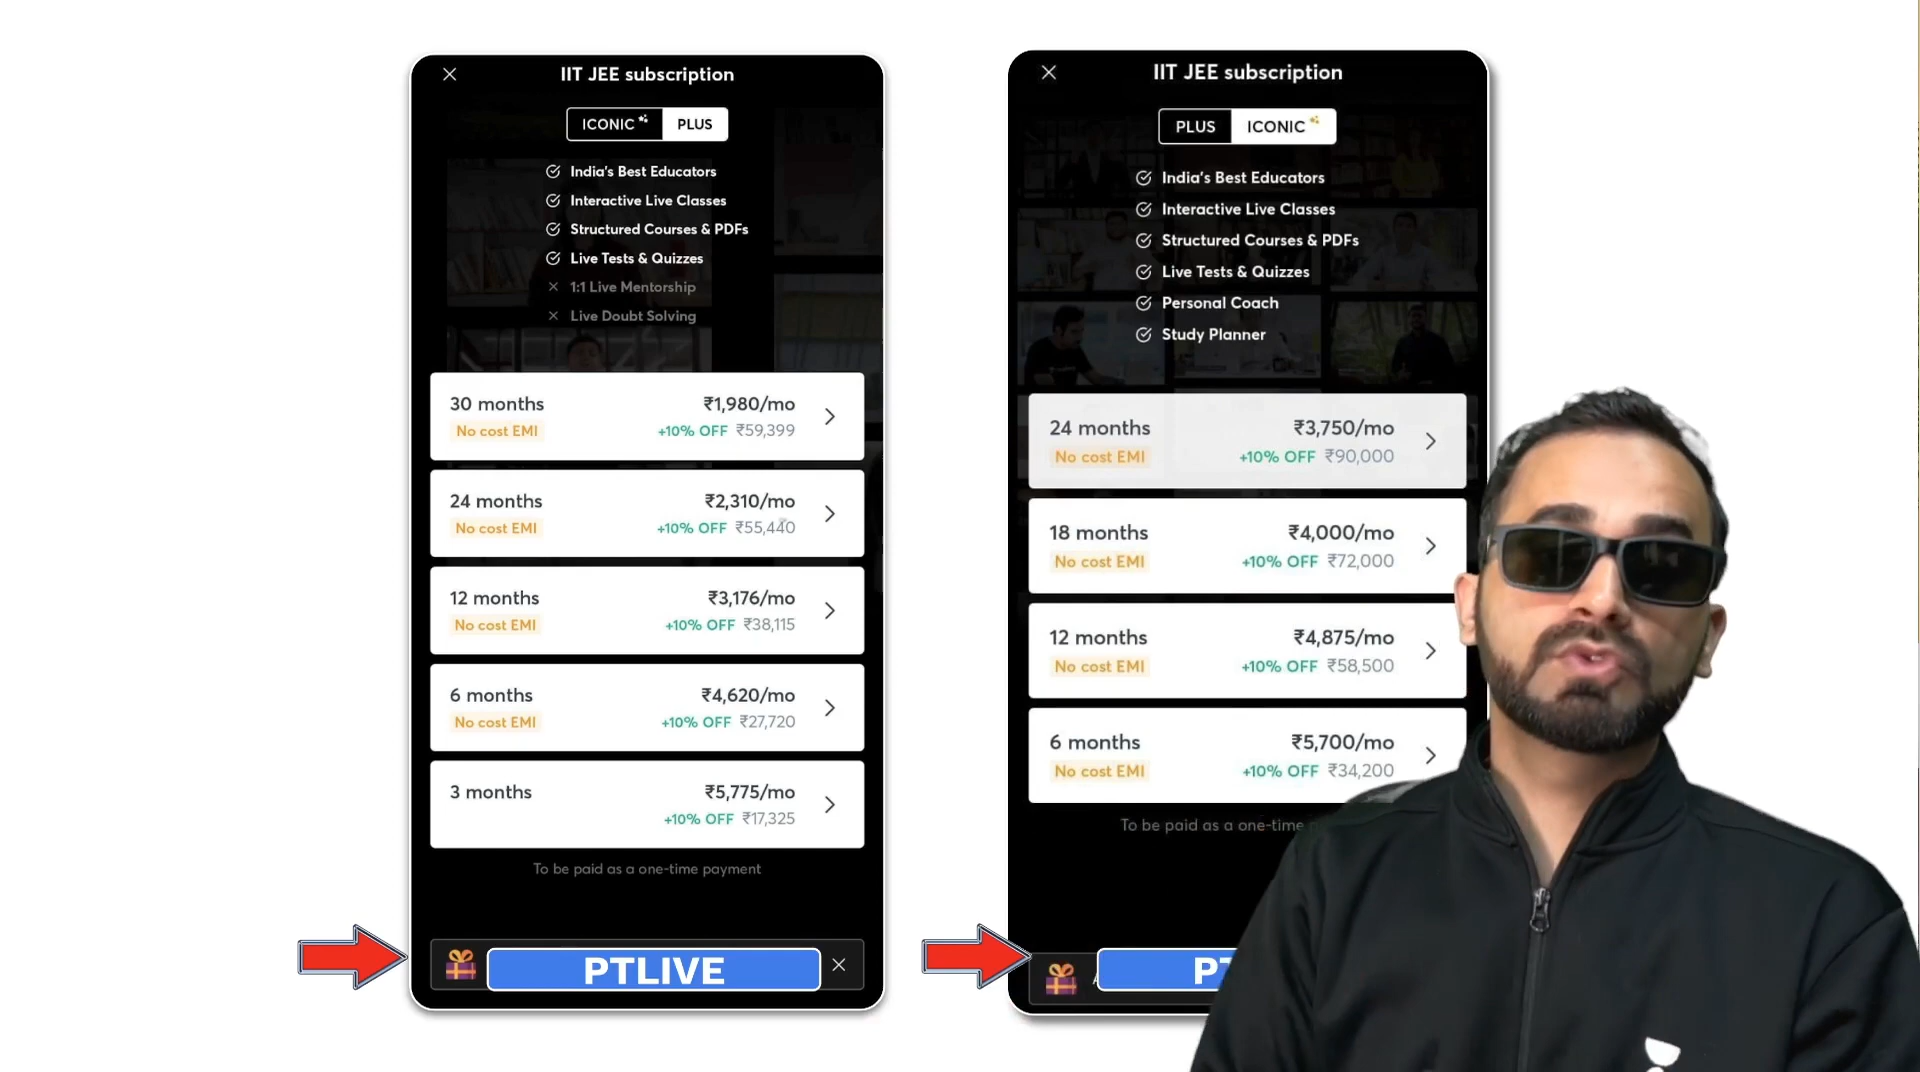 IIT JEE subscription
ICONIC PLUS
India's Best Educators
Interactive Live Classes
Structured Courses & PDFs
Live Tests & Quizzes
1:1 Live Mentorship
Live Doubt Solving
30 months ₹1,980/mo
No cost EMI +10% OFF ₹59,399
24 months ₹2,310/mo
No cost EMI +10% OFF ₹55,440
12 months ₹3,176/mo
No cost EMI +10% OFF ₹38,115
6 months ₹4,620/mo
No cost EMI +10% OFF ₹27,720
3 months ₹5,775/mo
+10% OFF ₹17,325
To be paid as a one-time payment
PTLIVE
IIT JEE subscription
PLUS ICONIC
India's Best Educators
Interactive Live Classes
Structured Courses & PDFs
Live Tests & Quizzes
Personal Coach
Study Planner
24 months ₹3,750/mo
No cost EMI +10% OFF ₹90,000
18 months ₹4,000/mo
No cost EMI +10% OFF ₹72,000
12 months ₹4,875/mo
No cost EMI +10% OFF ₹58,500
6 months ₹5,700/mo
No cost EMI +10% OFF ₹34,200
To be paid as a one-time